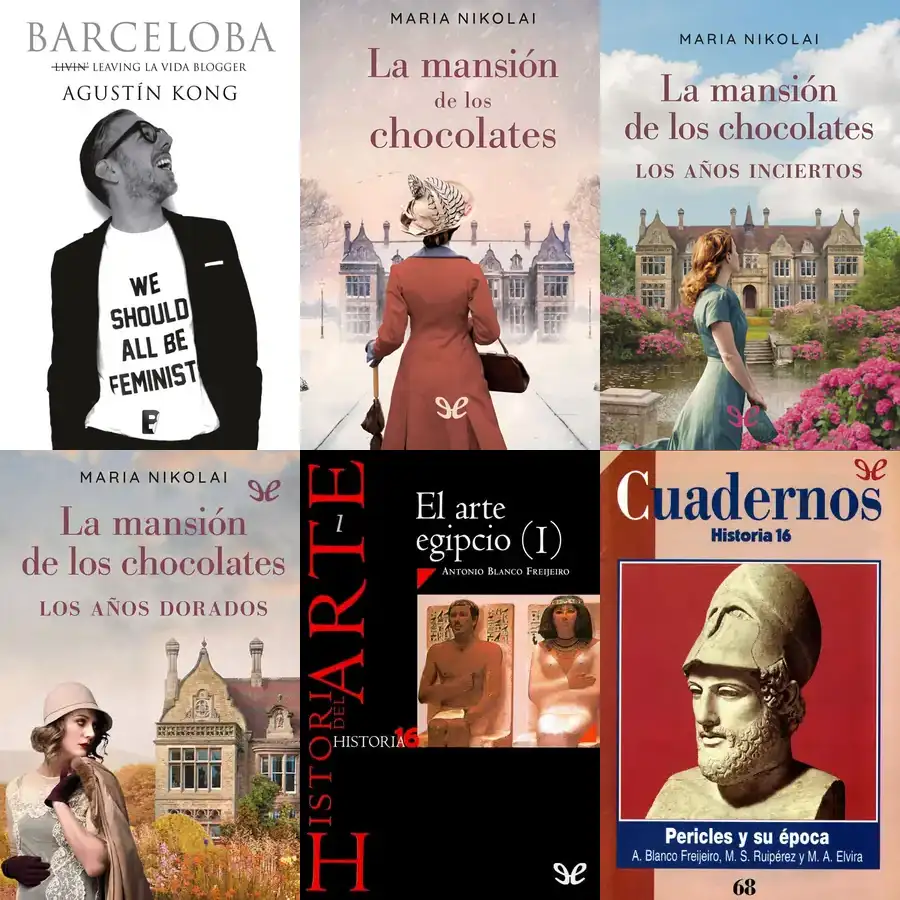 BARCELOBA
LIVIN' LEAVING LA VIDA BLOGGER
AGUSTÍN KONG
WE
SHOULD
ALL BE
FEMINIST
B
MARIA NIKOLAI
La mansión
de los
chocolates
MARIA NIKOLAI
La mansión
de los chocolates
LOS AÑOS INCIERTOS
MARIA NIKOLAI
La mansión
de los chocolates
LOS AÑOS DORADOS
HISTORIA DEL ARTE
1
El arte
egipcio (I)
ANTONIO BLANCO FREIJEIRO
HISTORIA 16
Cuadernos
Historia 16
Pericles y su época
A. Blanco Freijeiro, M. S. Ruipérez y M. A. Elvira
68